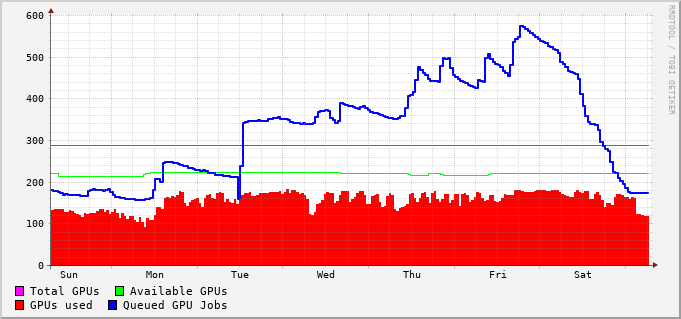 600
500
400
300
200
100
0
Sun Mon Tue Wed Thu Fri Sat
Total GPUs Available GPUs
GPUs used Queued GPU Jobs
RRDTOOL / TOBI OETIKER